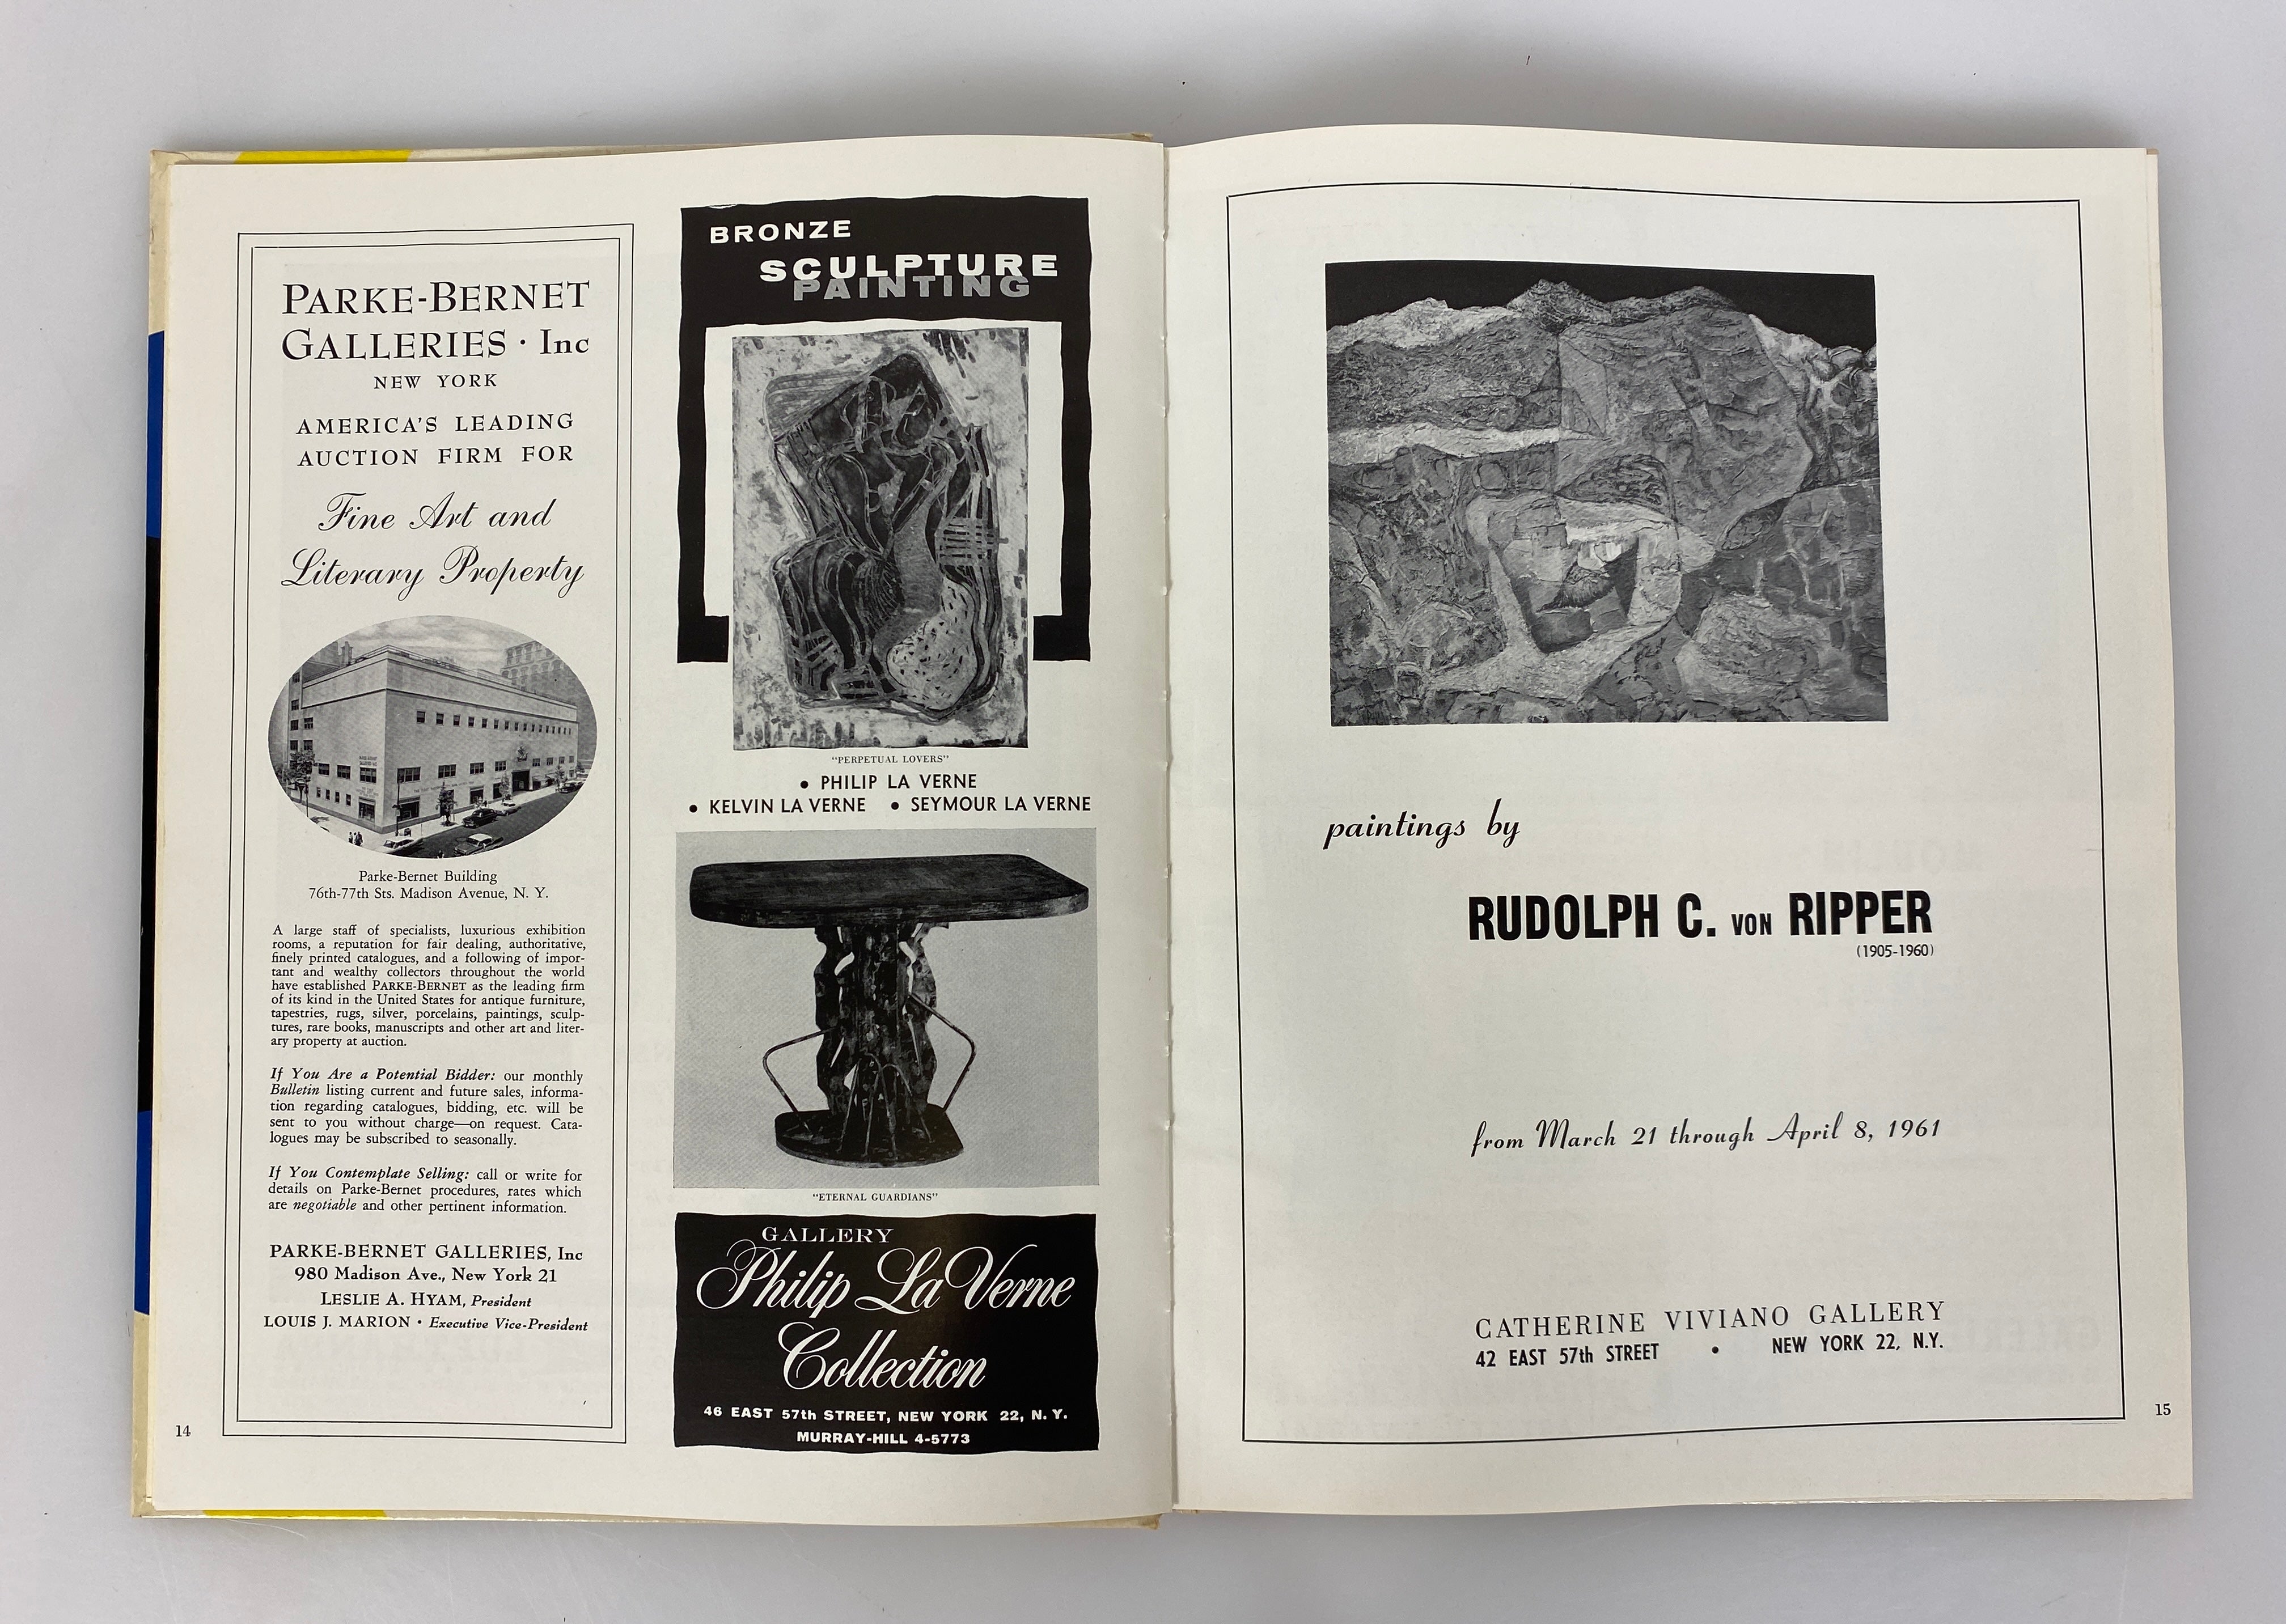 PARKE-BERNET
GALLERIES · Inc
NEW YORK
AMERICA'S LEADING
AUCTION FIRM FOR
Fine Art and
Literary Property
Parke-Bernet Building
76th-77th Sts. Madison Avenue, N. Y.
A large staff of specialists, luxurious exhibition
rooms, a reputation for fair dealing, authoritative,
finely printed catalogues, and a following of impor-
tant and wealthy collectors throughout the world
have established PARKE-BERNET as the leading firm
of its kind in the United States for antique furniture,
tapestries, rugs, silver, porcelains, paintings, sculp-
tures, rare books, manuscripts and other art and liter-
ary property at auction.
If You Are a Potential Bidder: our monthly
Bulletin listing current and future sales, informa-
tion regarding catalogues, bidding, etc. will be
sent to you without charge—on request. Cata-
logues may be subscribed to seasonally.
If You Contemplate Selling: call or write for
details on Parke-Bernet procedures, rates which
are negotiable and other pertinent information.
PARKE-BERNET GALLERIES, Inc
980 Madison Ave., New York 21
LESLIE A. HYAM, President
LOUIS J. MARION • Executive Vice-President
14
BRONZE
SCULPTURE
PAINTING
"PERPETUAL LOVERS"
• PHILIP LA VERNE
• KELVIN LA VERNE • SEYMOUR LA VERNE
"ETERNAL GUARDIANS"
GALLERY
Philip La Verne
Collection
46 EAST 57th STREET, NEW YORK 22, N. Y.
MURRAY-HILL 4-5773
paintings by
RUDOLPH C. VON RIPPER
(1905-1960)
from March 21 through April 8, 1961
CATHERINE VIVIANO GALLERY
42 EAST 57th STREET • NEW YORK 22, N.Y.
15